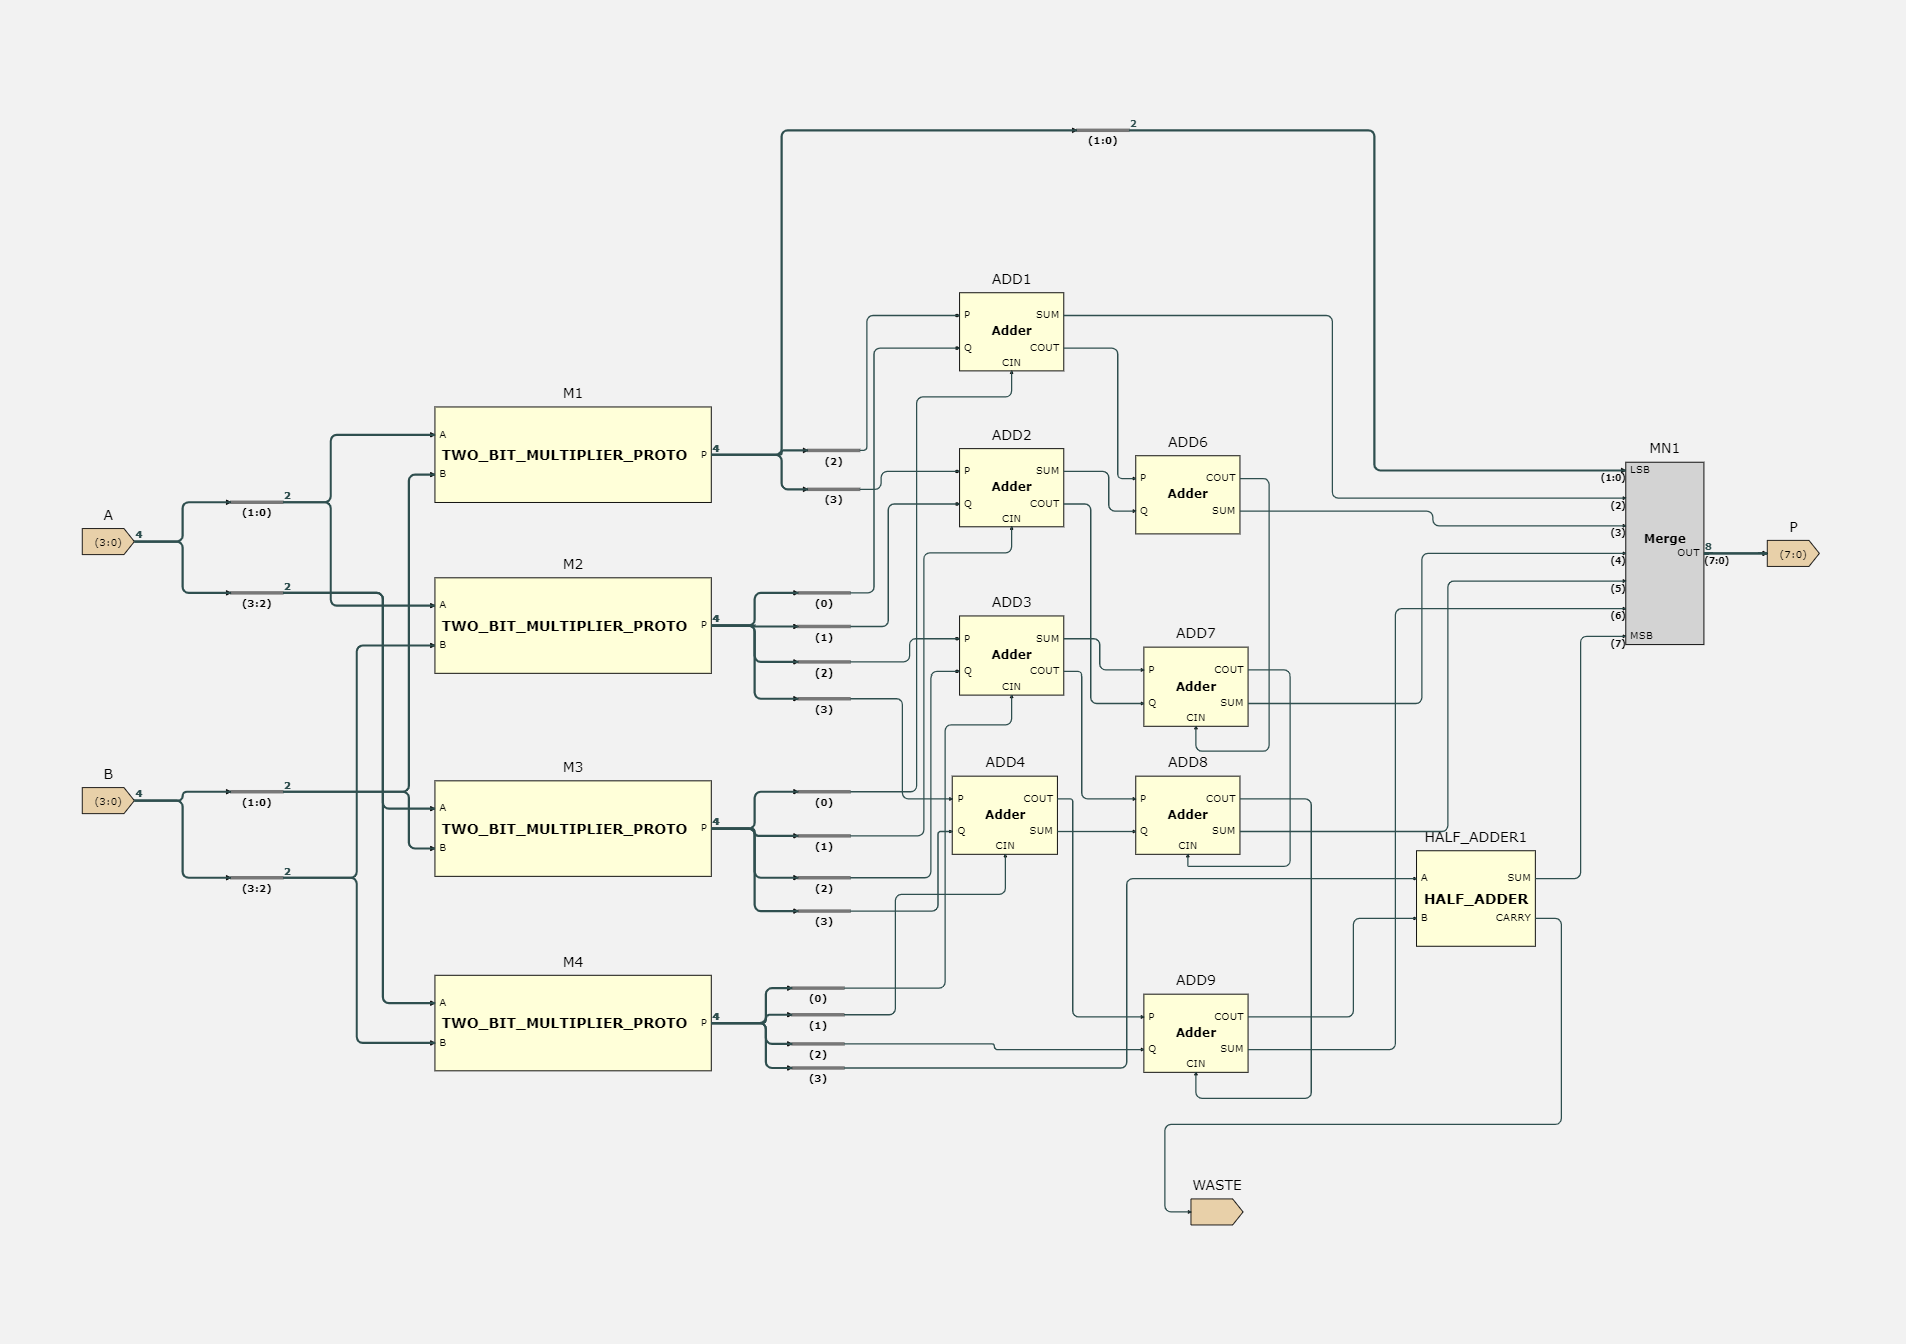 2
(1:0)
ADD1
P
SUM
Adder
Q
COUT
CIN
M1
A
TWO_BIT_MULTIPLIER_PROTO
P
4
B
(2)
(3)
ADD2
P
SUM
Adder
Q
COUT
CIN
ADD6
P
COUT
Adder
Q
SUM
MN1
LSB
(1:0)
(2)
(3)
Merge
OUT
8
(7:0)
(4)
(5)
(6)
MSB
(7)
P
(7:0)
2
(1:0)
A
(3:0)
4
2
(3:2)
M2
A
TWO_BIT_MULTIPLIER_PROTO
P
4
B
(0)
(1)
(2)
(3)
ADD3
P
SUM
Adder
Q
COUT
CIN
ADD7
P
COUT
Adder
Q
SUM
CIN
B
(3:0)
4
2
(1:0)
2
(3:2)
M3
A
TWO_BIT_MULTIPLIER_PROTO
P
4
B
(0)
(1)
(2)
(3)
ADD4
P
COUT
Adder
Q
SUM
CIN
ADD8
P
COUT
Adder
Q
SUM
CIN
HALF_ADDER1
A
SUM
HALF_ADDER
B
CARRY
M4
A
TWO_BIT_MULTIPLIER_PROTO
P
4
B
(0)
(1)
(2)
(3)
ADD9
P
COUT
Adder
Q
SUM
CIN
WASTE